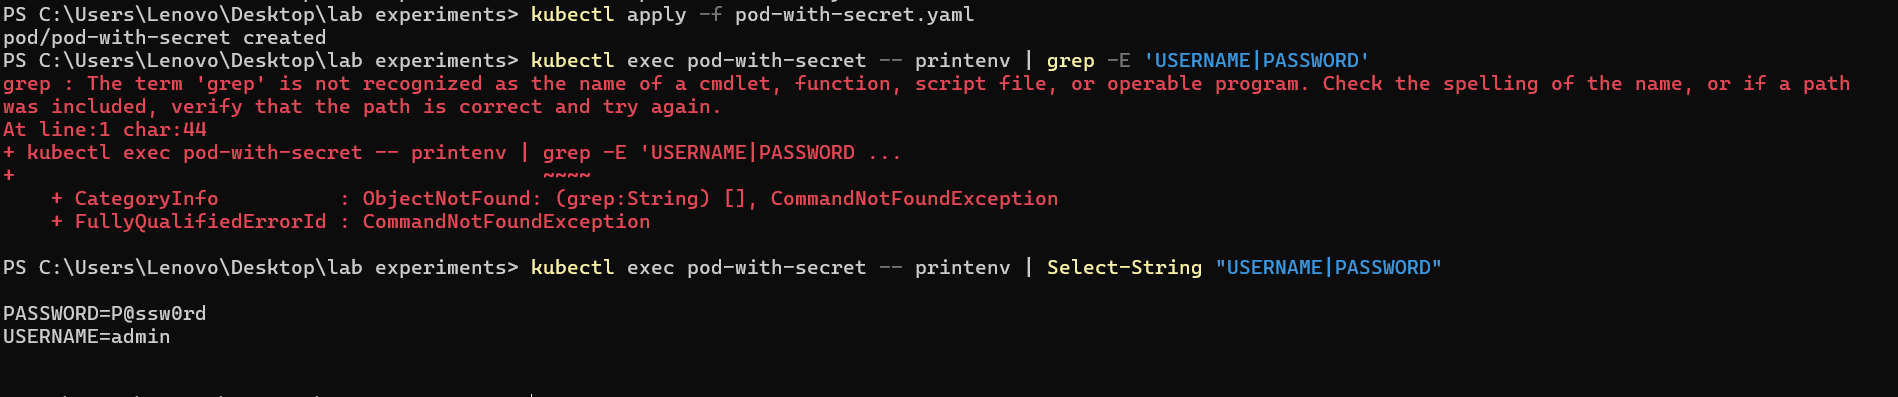 PS C:\Users\Lenovo\Desktop\lab experiments> kubectl apply -f pod-with-secret.yaml
pod/pod-with-secret created
PS C:\Users\Lenovo\Desktop\lab experiments> kubectl exec pod-with-secret -- printenv | grep -E 'USERNAME|PASSWORD'
grep : The term 'grep' is not recognized as the name of a cmdlet, function, script file, or operable program. Check the spelling of the name, or if a path
was included, verify that the path is correct and try again.
At line:1 char:44
+ kubectl exec pod-with-secret -- printenv | grep -E 'USERNAME|PASSWORD ...
+                                            ~~~~
    + CategoryInfo          : ObjectNotFound: (grep:String) [], CommandNotFoundException
    + FullyQualifiedErrorId : CommandNotFoundException
PS C:\Users\Lenovo\Desktop\lab experiments> kubectl exec pod-with-secret -- printenv | Select-String "USERNAME|PASSWORD"
PASSWORD=P@ssw0rd
USERNAME=admin